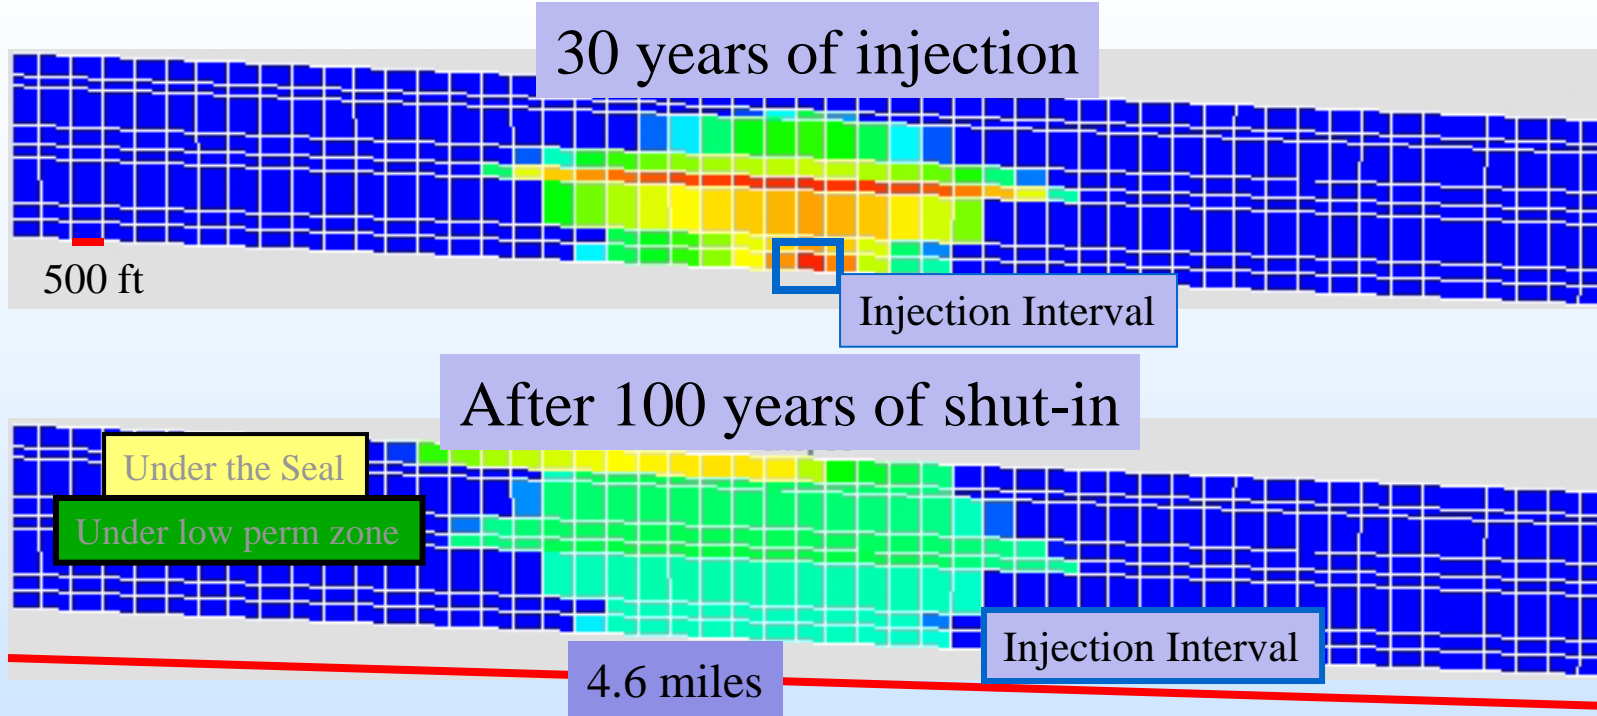 30 years of injection
500 ft
Injection Interval
After 100 years of shut-in
Under the Seal
Under low perm zone
Injection Interval
4.6 miles